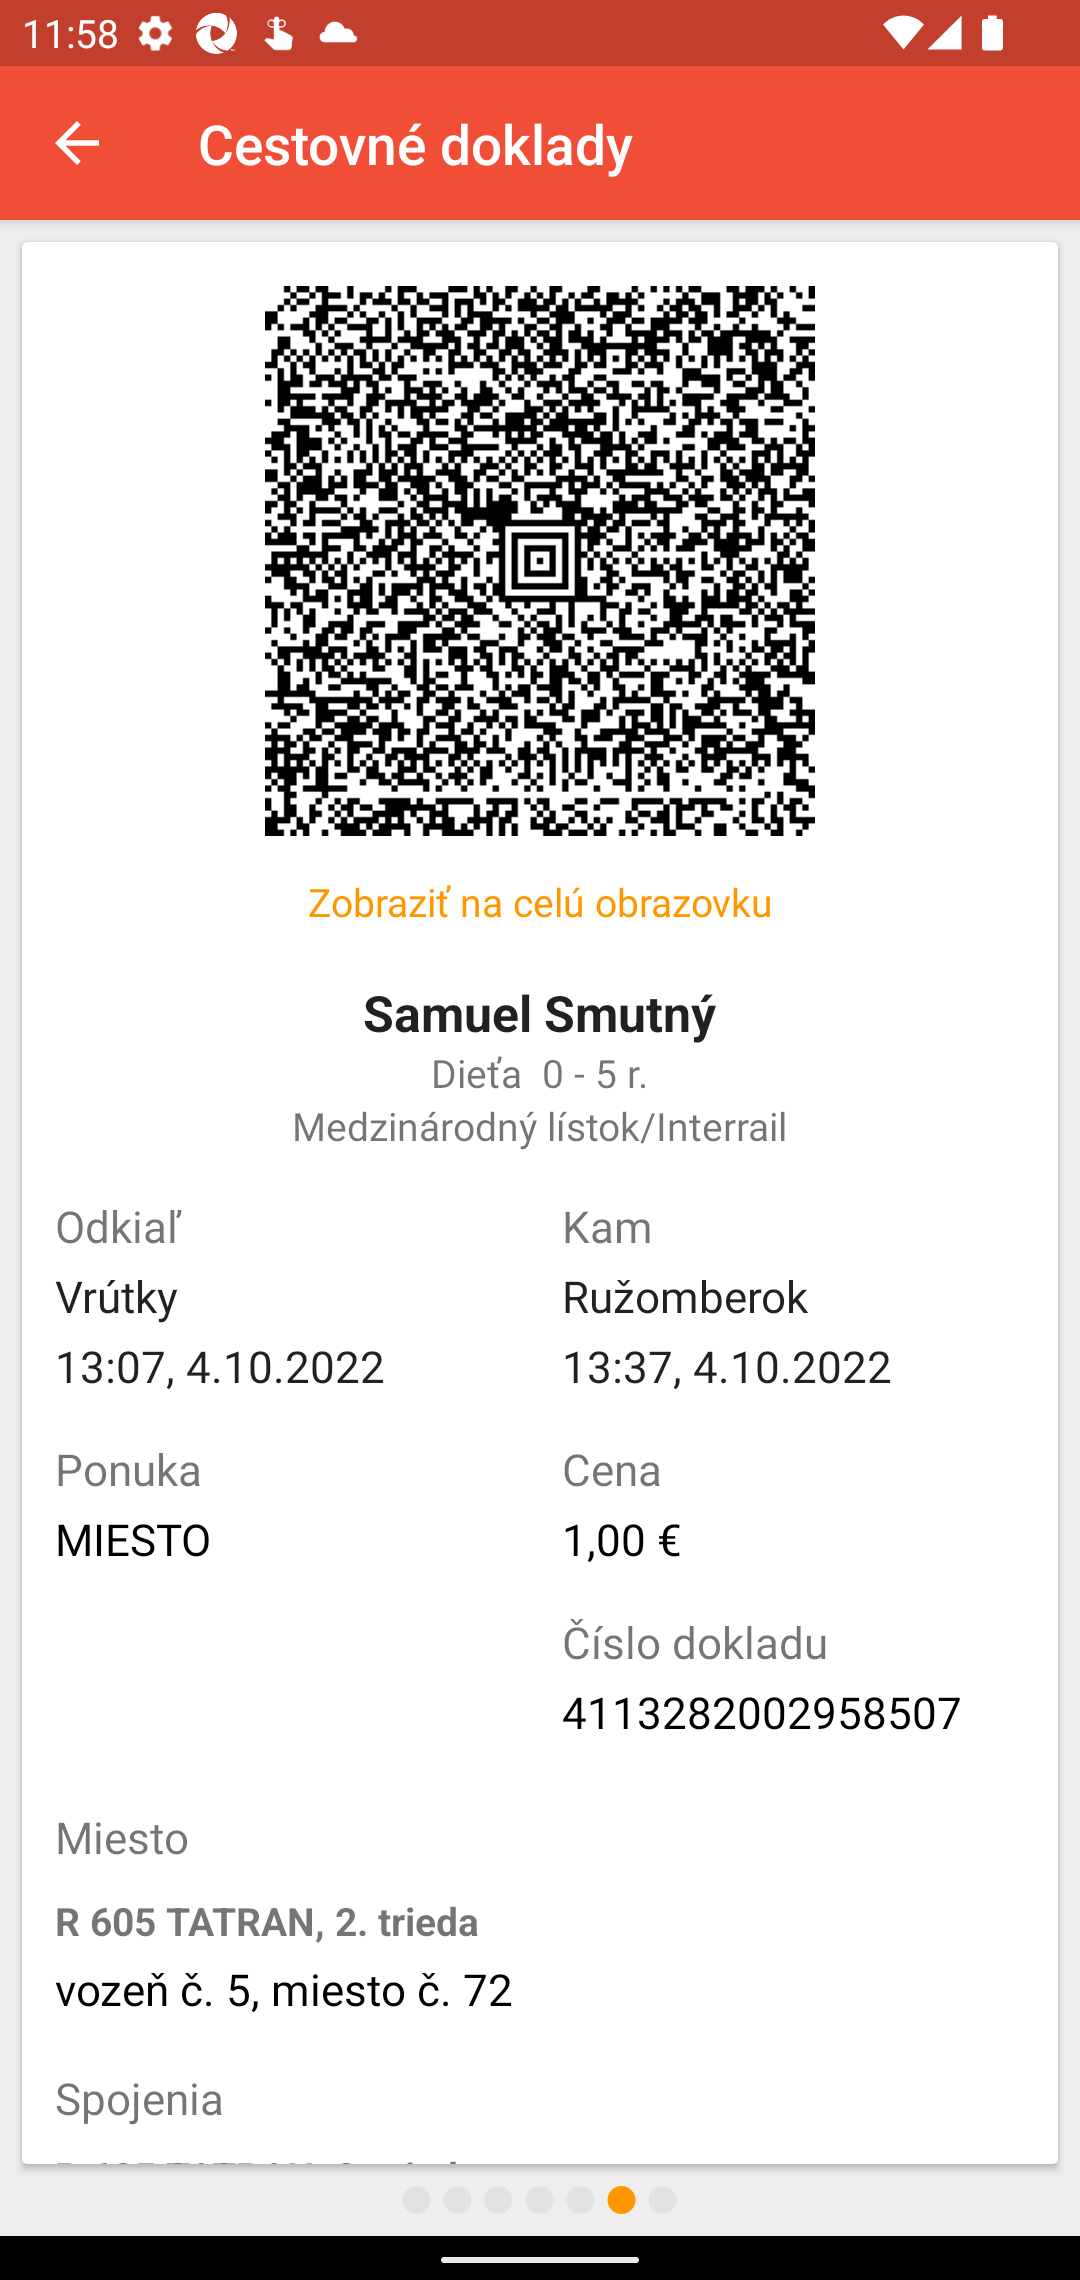 11:58
Cestovné doklady
Zobraziť na celú obrazovku
Samuel Smutný
Dieťa 0 - 5 r.
Medzinárodný lístok/Interrail
Odkiaľ
Kam
Vrútky
Ružomberok
13:07, 4.10.2022
13:37, 4.10.2022
Ponuka
Cena
MIESTO
1,00 €
Číslo dokladu
4113282002958507
Miesto
R 605 TATRAN, 2. trieda
vozeň č. 5, miesto č. 72
Spojenia